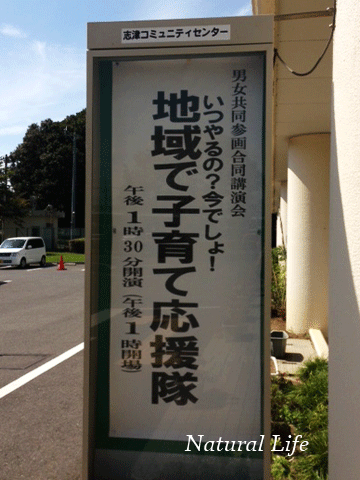 志津コミュニティセンター
男女共同参画合同講演会
いつやるの？今でしょ！
地域で子育て応援隊
午後1時30分開演（午後1時開場）
Natural Life